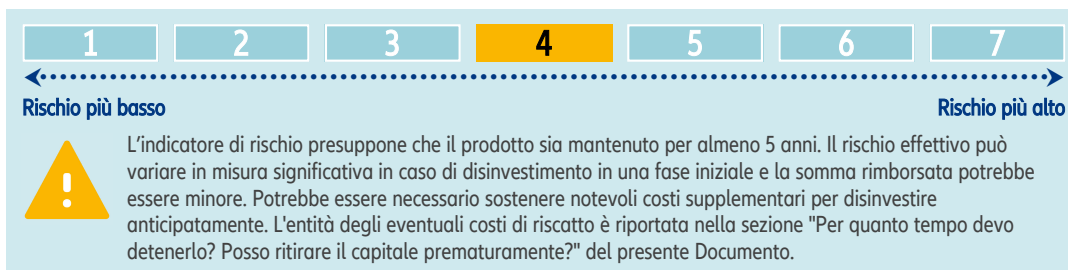 1 2 3 4 5 6 7
Rischio più basso Rischio più alto
L'indicatore di rischio presuppone che il prodotto sia mantenuto per almeno 5 anni. Il rischio effettivo può
variare in misura significativa in caso di disinvestimento in una fase iniziale e la somma rimborsata potrebbe
essere minore. Potrebbe essere necessario sostenere notevoli costi supplementari per disinvestire
anticipatamente. L'entità degli eventuali costi di riscatto è riportata nella sezione "Per quanto tempo devo
detenerlo? Posso ritirare il capitale prematuramente?" del presente Documento.